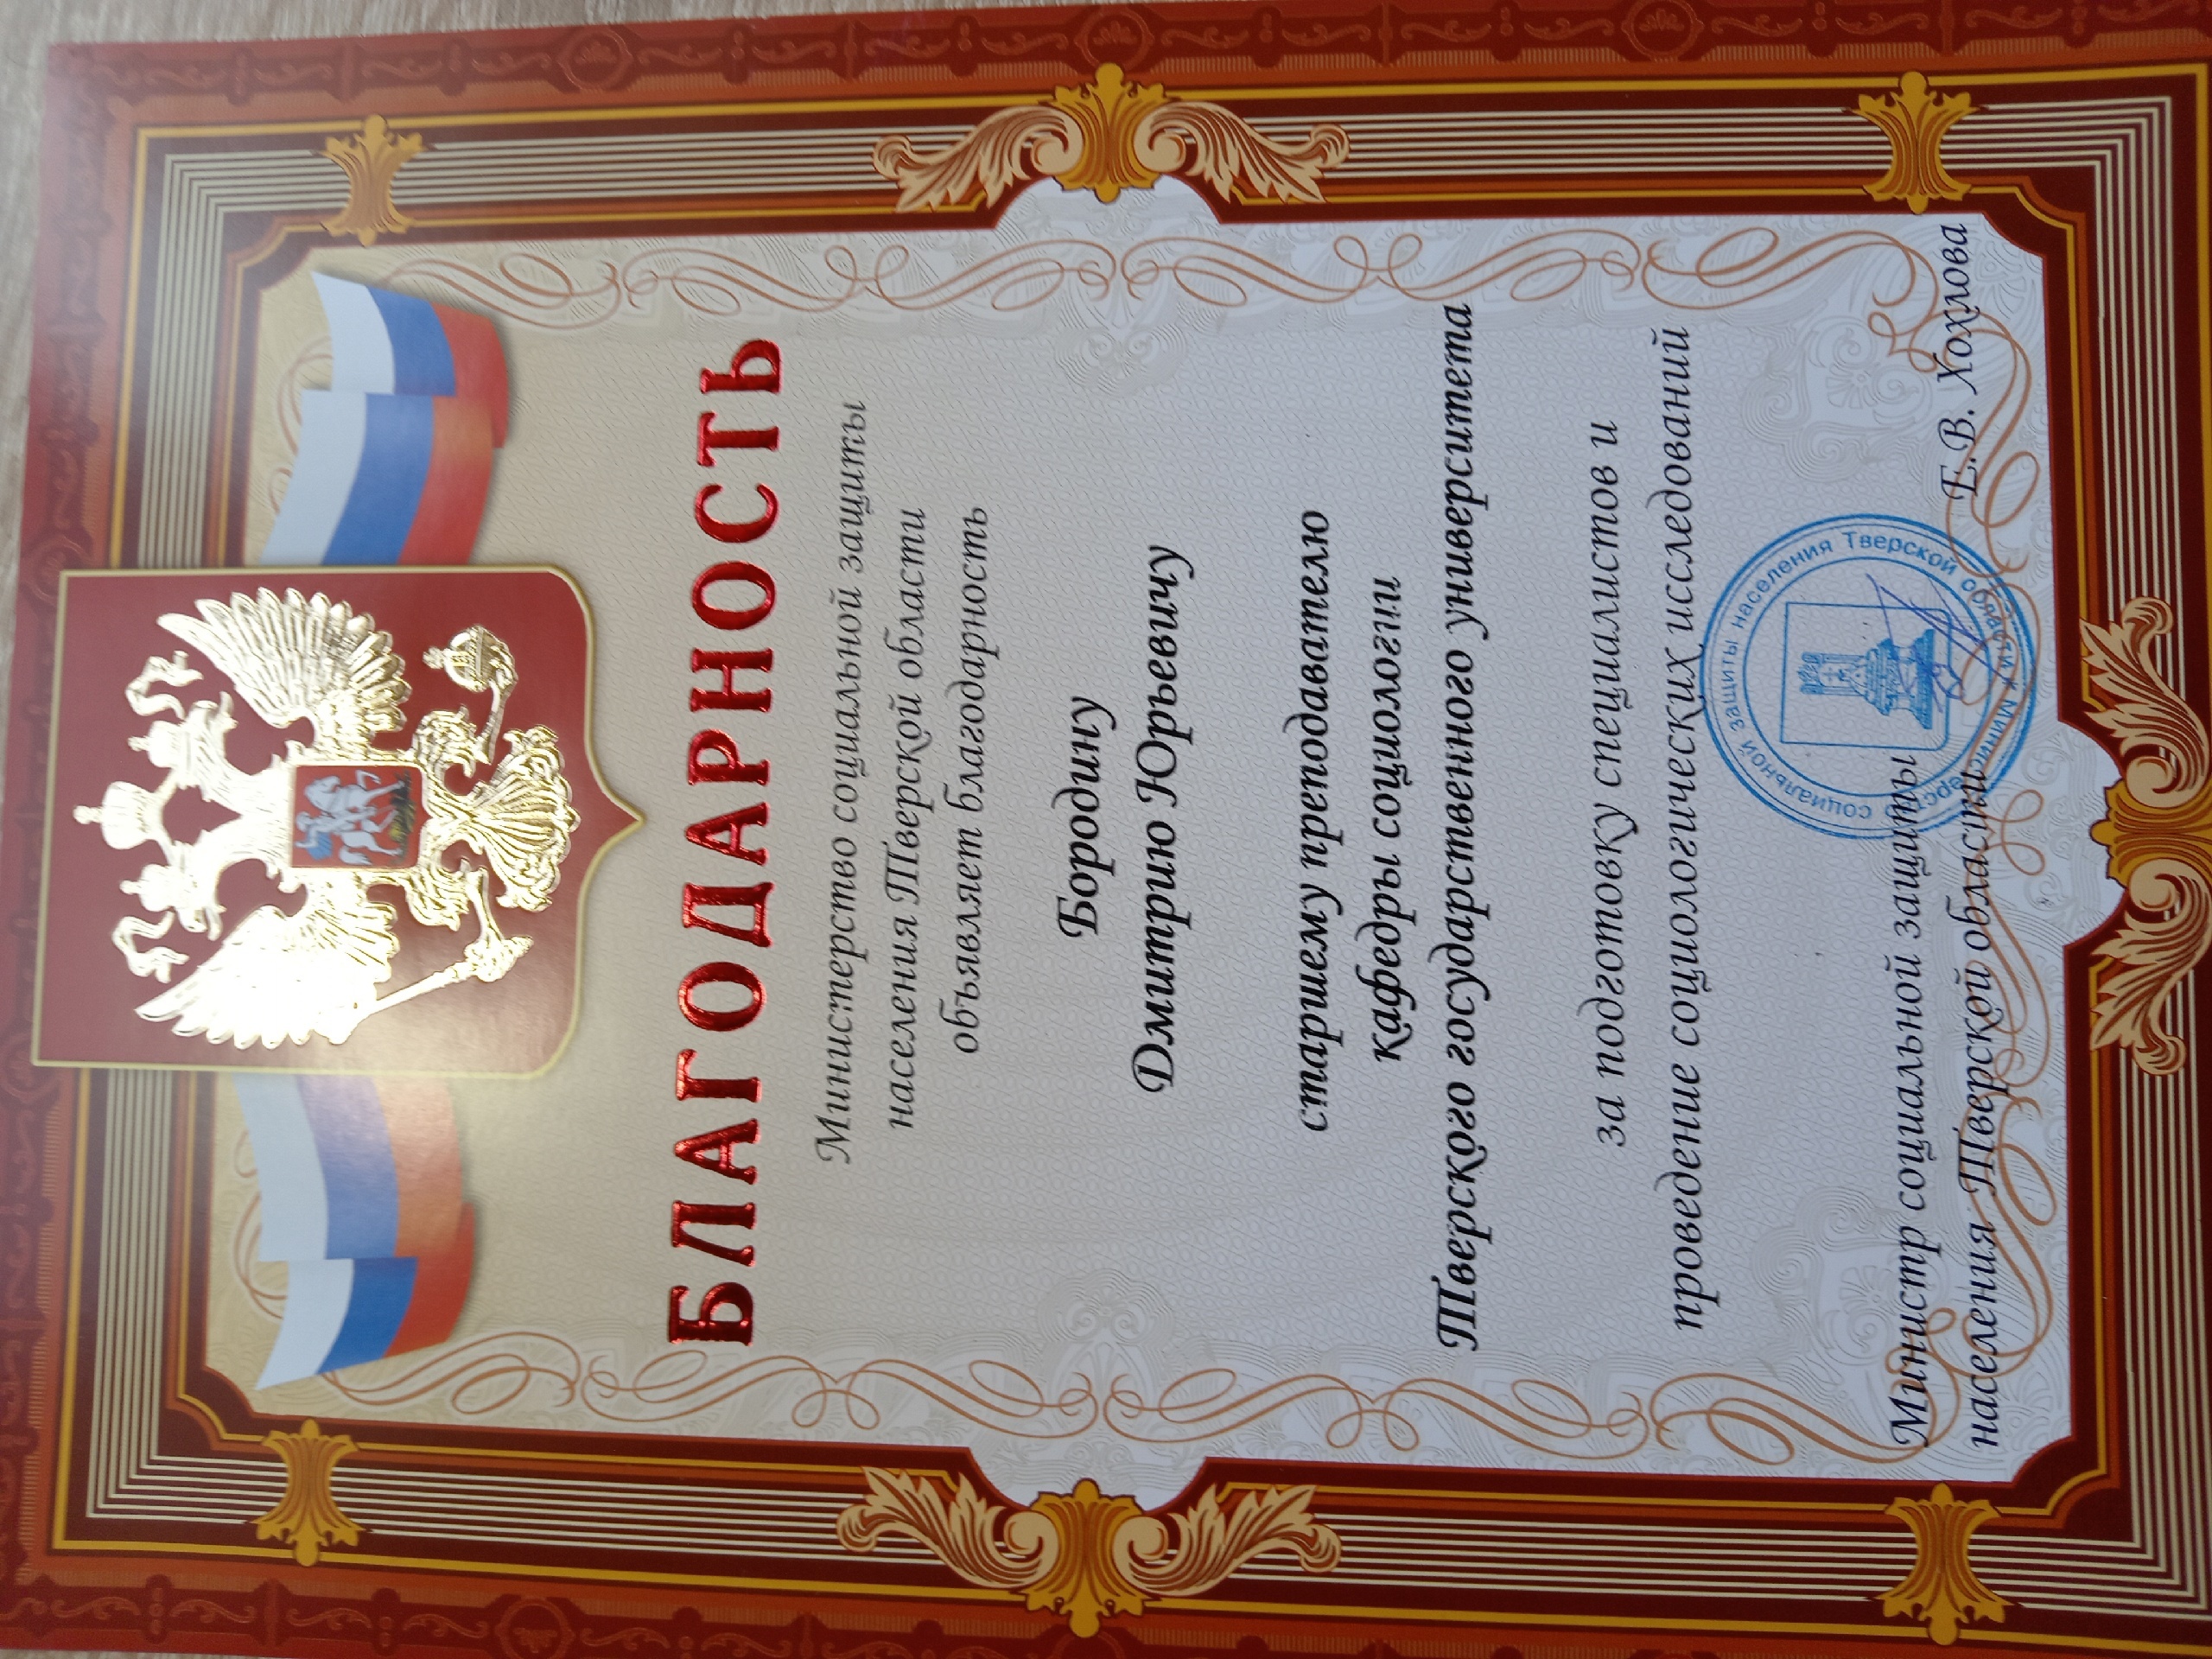 БЛАГОДАРНОСТЬ
Министерство социальной защиты
населения Тверской области
объявляет благодарность
Бородину
Дмитрию Юрьевичу
старшему преподавателю
кафедры социологии
Тверского государственного университета
за подготовку специалистов и
проведение социологических исследований
Министр социальной защиты
населения Тверской области
Е.В. Хохлова
Министерство социальной защиты населения Тверской области